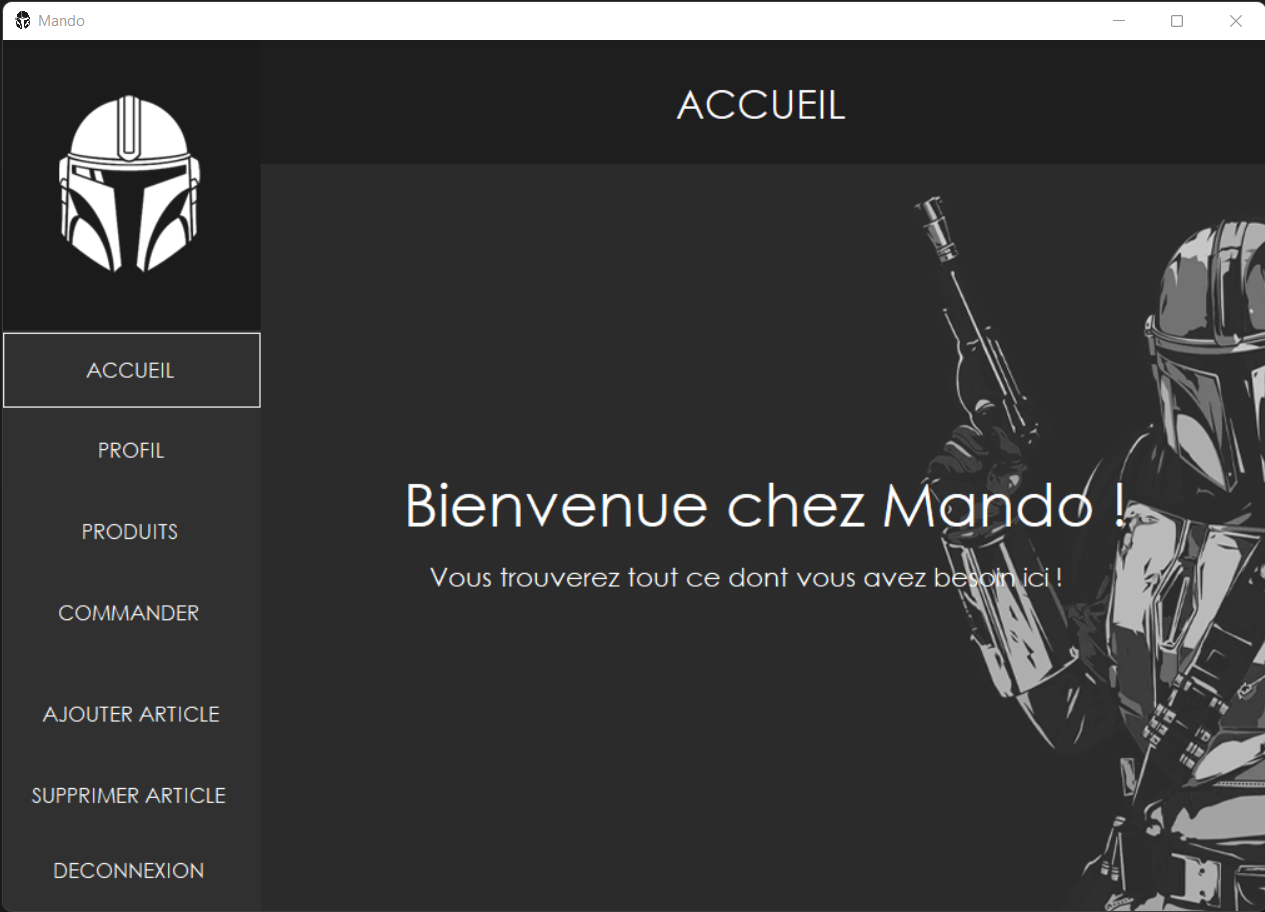 Mando
ACCUEIL
ACCUEIL
PROFIL
PRODUITS
COMMANDER
AJOUTER ARTICLE
SUPPRIMER ARTICLE
DECONNEXION
Bienvenue chez Mando !
Vous trouverez tout ce dont vous avez besoin ici !